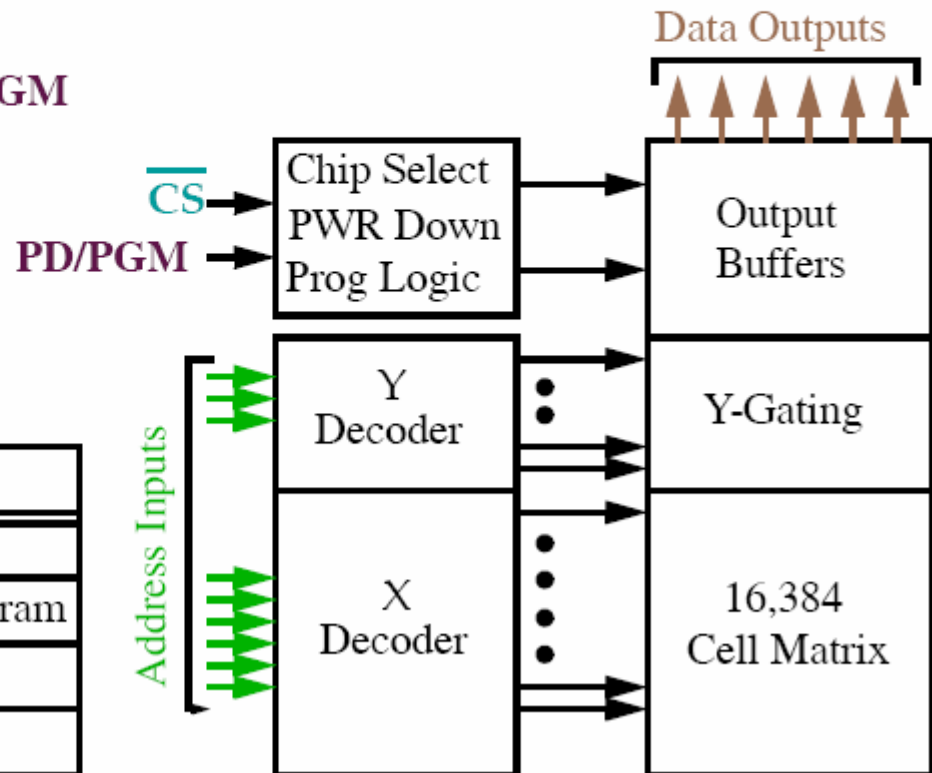 Data Outputs
GM
CS
PD/PGM
Chip Select
PWR Down
Prog Logic
Output
Buffers
Address Inputs
Y
Decoder
Y-Gating
ram
X
Decoder
16,384
Cell Matrix